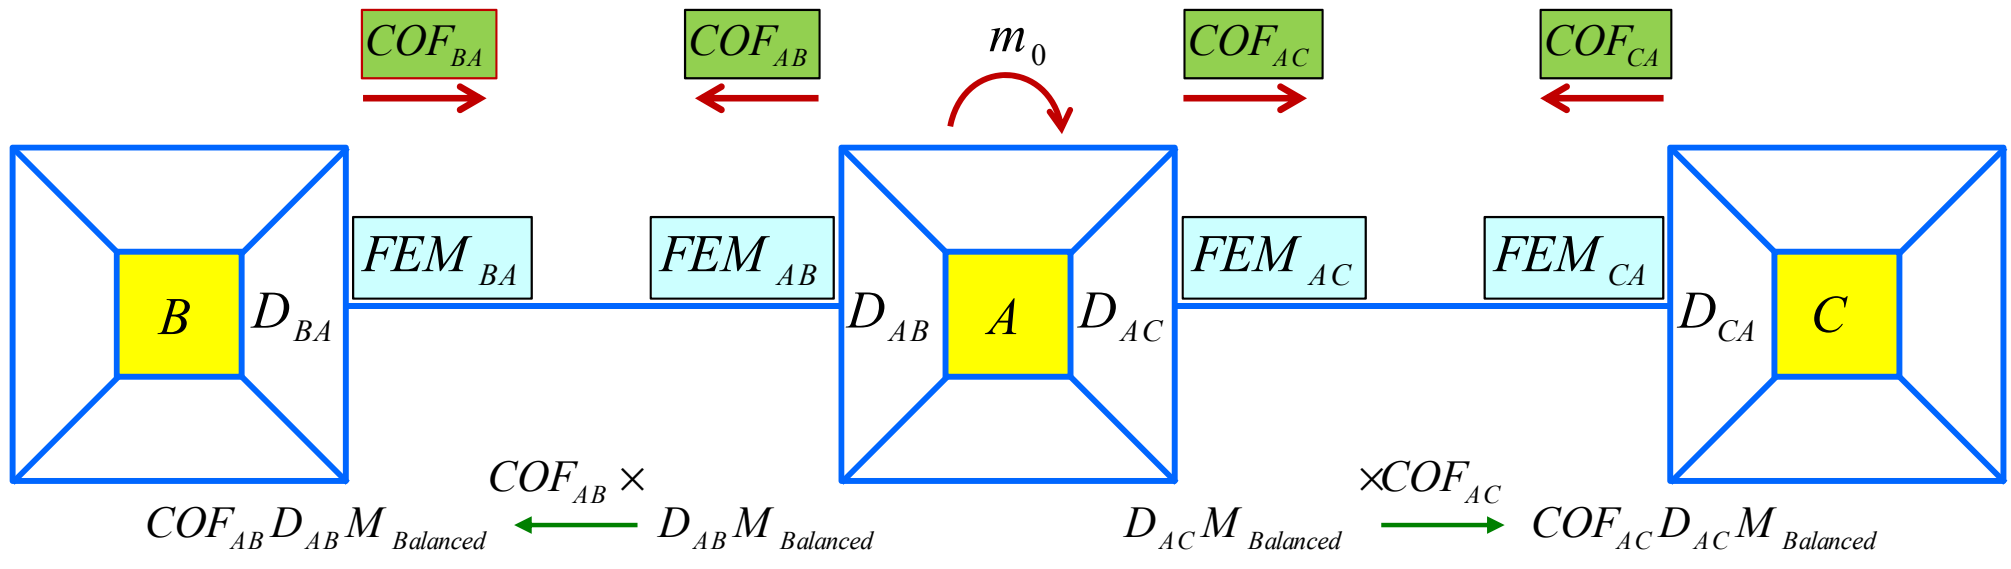 COF_BA COF_AB m_0 COF_AC COF_CA
FEM_BA FEM_AB FEM_AC FEM_CA
B D_BA D_AB A D_AC D_CA C
COF_AB × ×COF_AC
COF_AB D_AB M_Balanced D_AB M_Balanced D_AC M_Balanced COF_AC D_AC M_Balanced